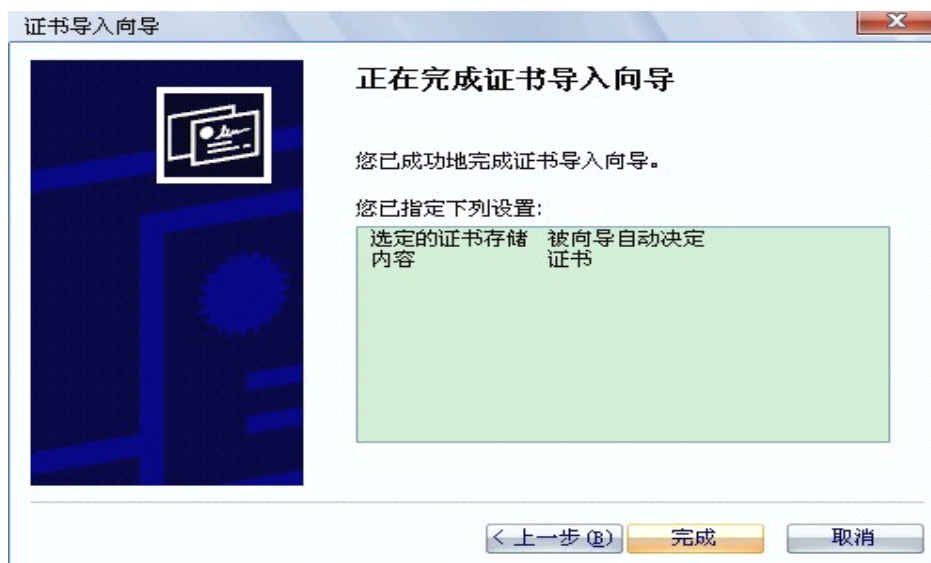 证书导入向导
正在完成证书导入向导
您已成功地完成证书导入向导。
您已指定下列设置:
选定的证书存储 被向导自动决定
内容 证书
< 上一步(B) 完成 取消